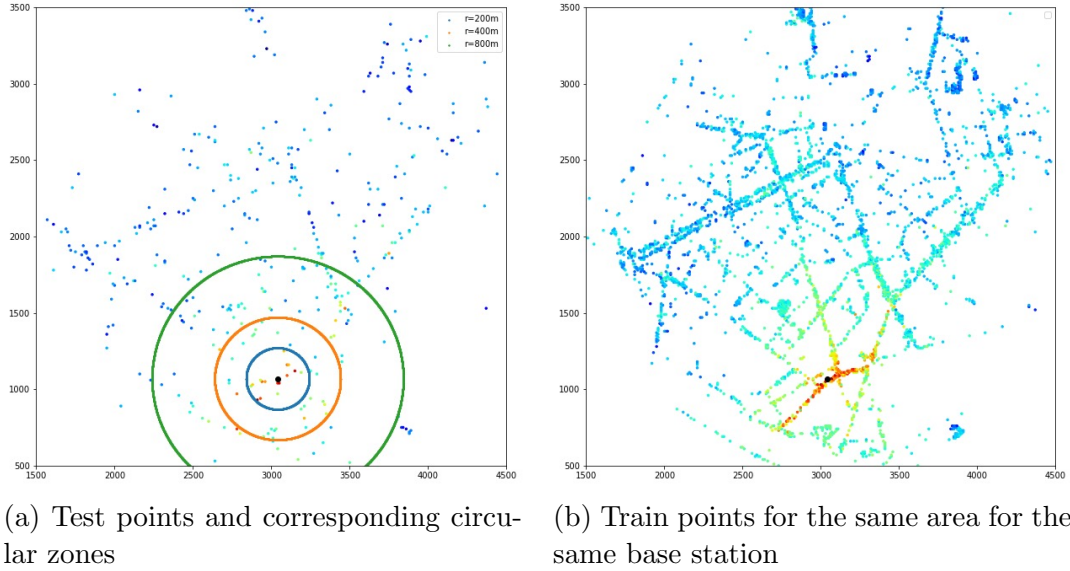 r=200m
r=400m
r=800m
3500
3000
2500
2000
1500
1000
500
1500 2000 2500 3000 3500 4000 4500
3500
3000
2500
2000
1500
1000
500
1500 2000 2500 3000 3500 4000 4500
(a) Test points and corresponding circu-
lar zones
(b) Train points for the same area for the
same base station